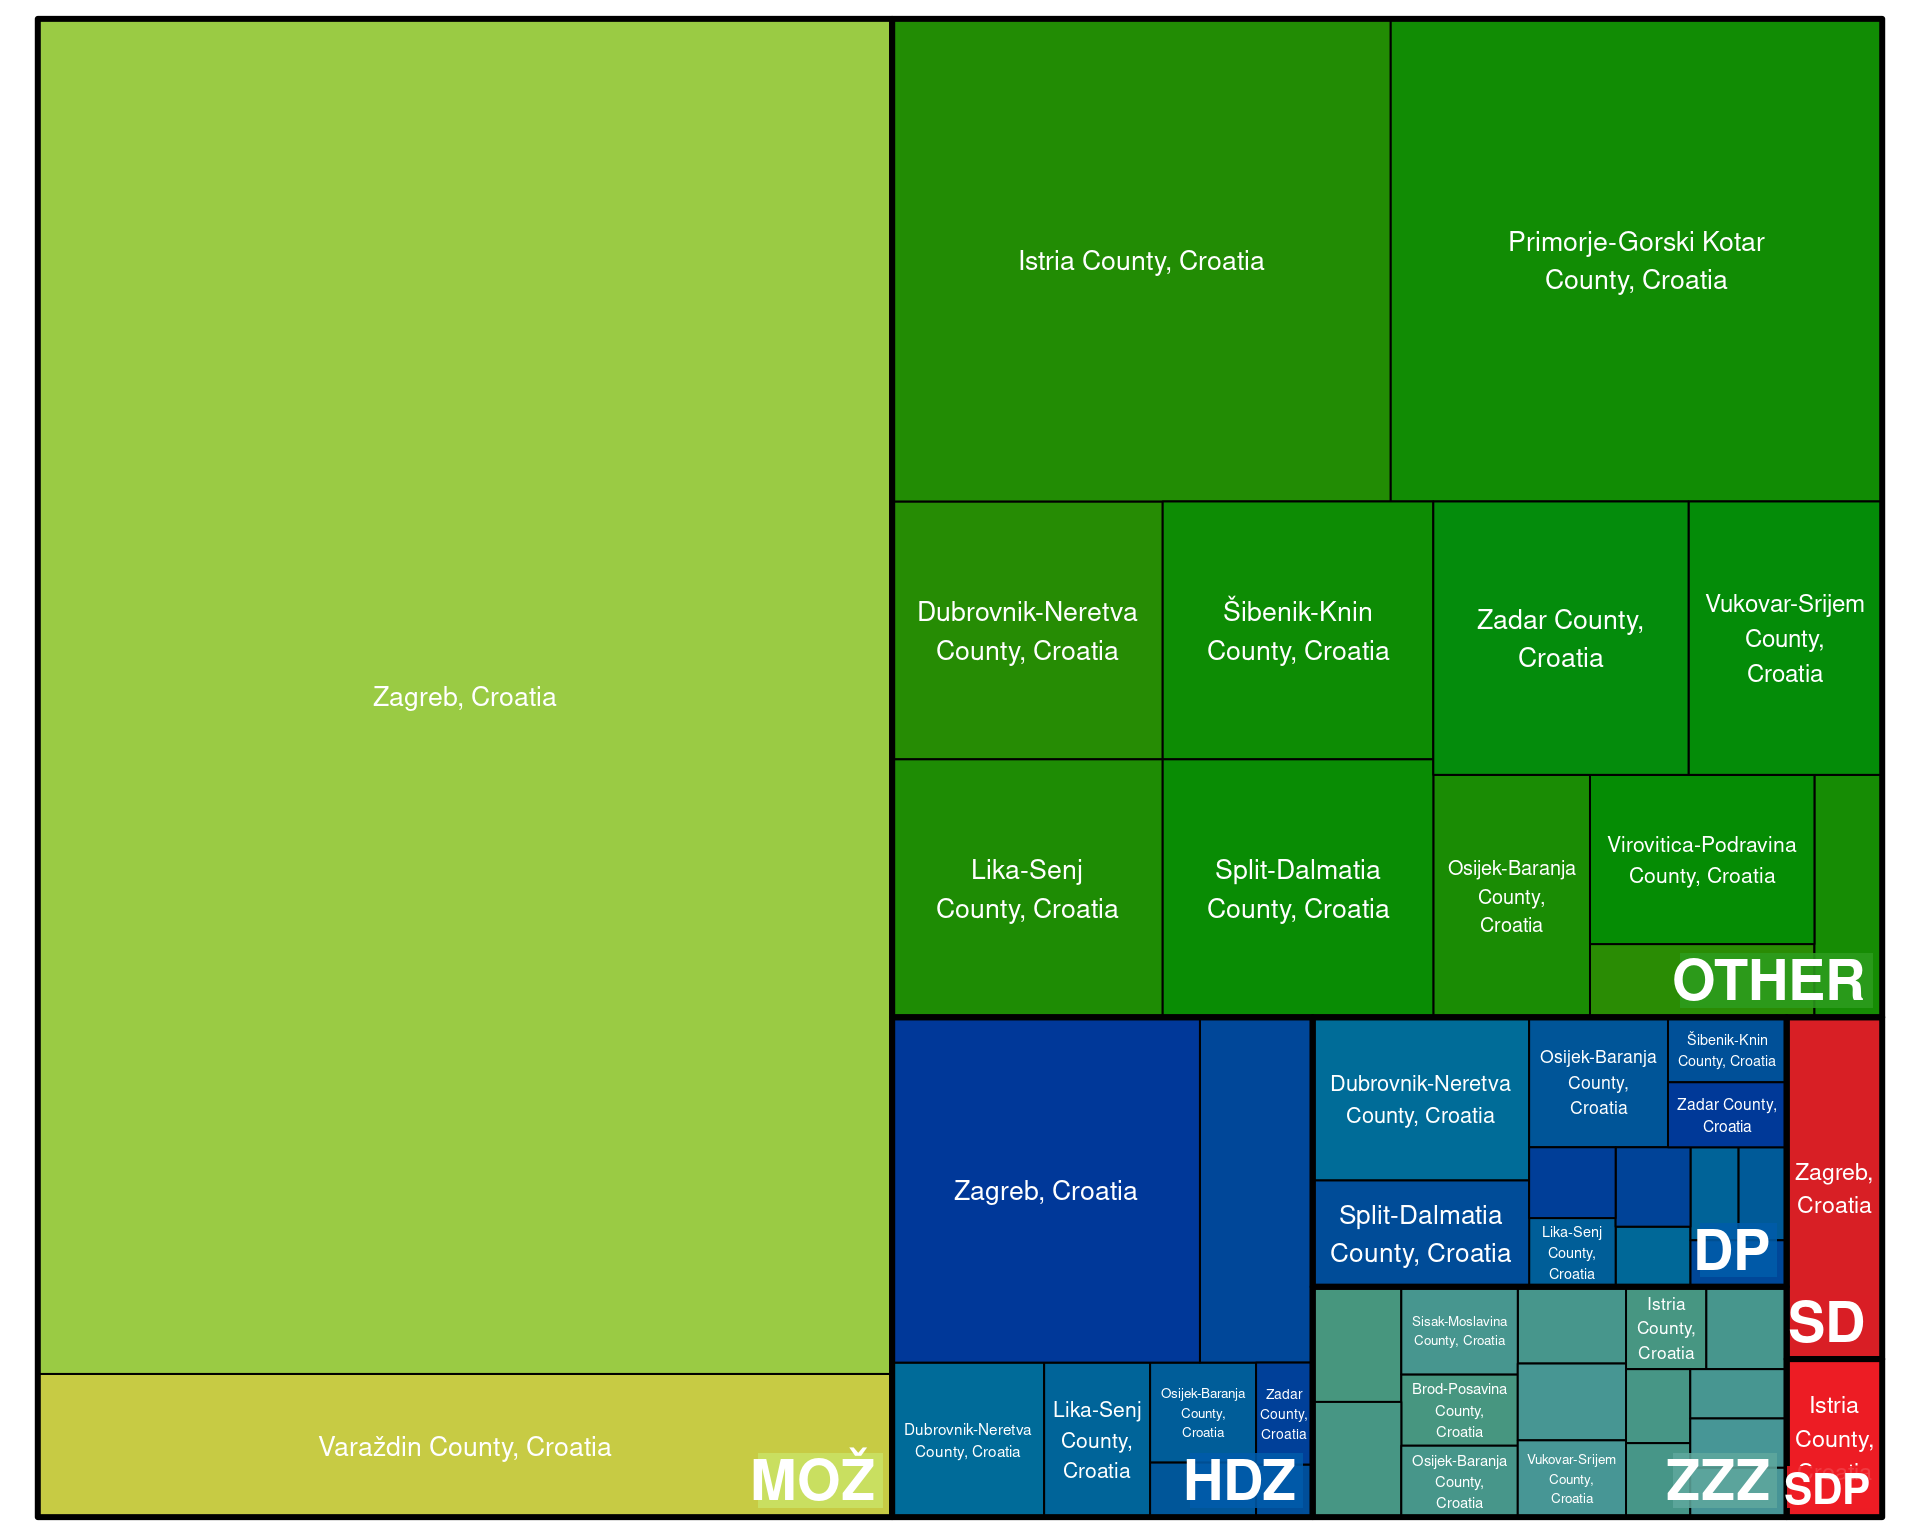 Zagreb, Croatia
Varaždin County, Croatia
MOŽ
Istria County, Croatia
Primorje-Gorski Kotar
County, Croatia
Dubrovnik-Neretva
County, Croatia
Šibenik-Knin
County, Croatia
Zadar County,
Croatia
Vukovar-Srijem
County,
Croatia
Lika-Senj
County, Croatia
Split-Dalmatia
County, Croatia
Osijek-Baranja
County,
Croatia
Virovitica-Podravina
County, Croatia
OTHER
Zagreb, Croatia
Dubrovnik-Neretva
County, Croatia
Lika-Senj
County,
Croatia
Osijek-Baranja
County,
Croatia
Zadar
County,
Croatia
HDZ
Dubrovnik-Neretva
County, Croatia
Split-Dalmatia
County, Croatia
Osijek-Baranja
County,
Croatia
Šibenik-Knin
County, Croatia
Zadar County,
Croatia
Lika-Senj
County,
Croatia
DP
Sisak-Moslavina
County, Croatia
Brod-Posavina
County,
Croatia
Osijek-Baranja
County,
Croatia
Vukovar-Srijem
County,
Croatia
Istria
County,
Croatia
ZZZ
Zagreb,
Croatia
SD
Istria
County,
Croatia
SDP